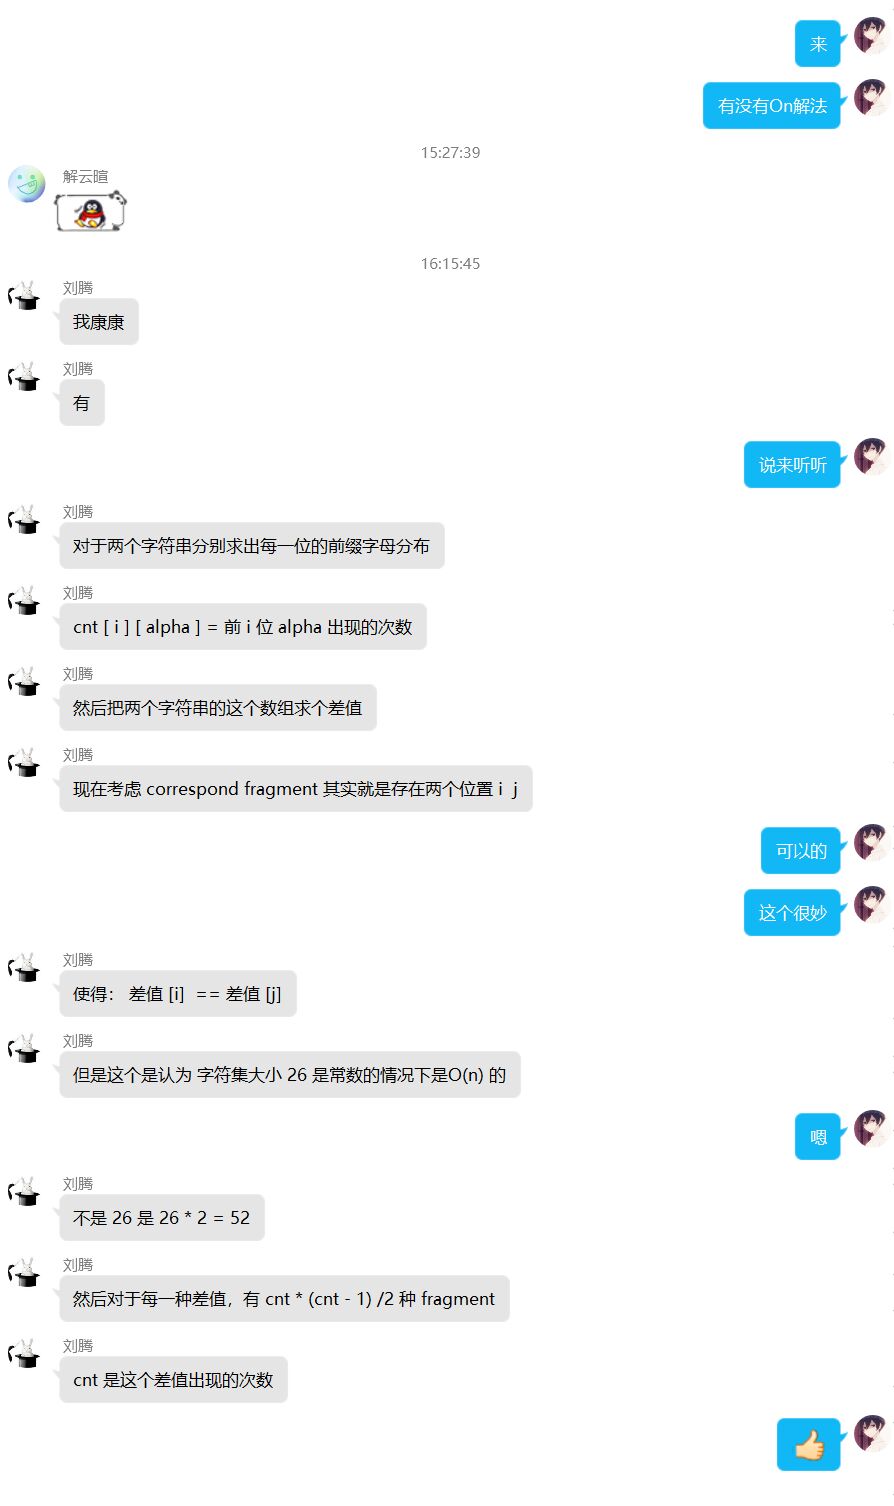 来
有没有On解法
15:27:39
解云暄
16:15:45
刘腾
我康康
刘腾
有
说来听听
刘腾
对于两个字符串分别求出每一位的前缀字母分布
刘腾
cnt [ i ] [ alpha ] = 前 i 位 alpha 出现的次数
刘腾
然后把两个字符串的这个数组求个差值
刘腾
现在考虑 correspond fragment 其实就是存在两个位置 i  j
可以的
这个很妙
刘腾
使得： 差值 [i]  == 差值 [j]
刘腾
但是这个是认为 字符集大小 26 是常数的情况下是O(n) 的
嗯
刘腾
不是 26 是 26 * 2 = 52
刘腾
然后对于每一种差值，有 cnt * (cnt - 1) /2 种 fragment
刘腾
cnt 是这个差值出现的次数